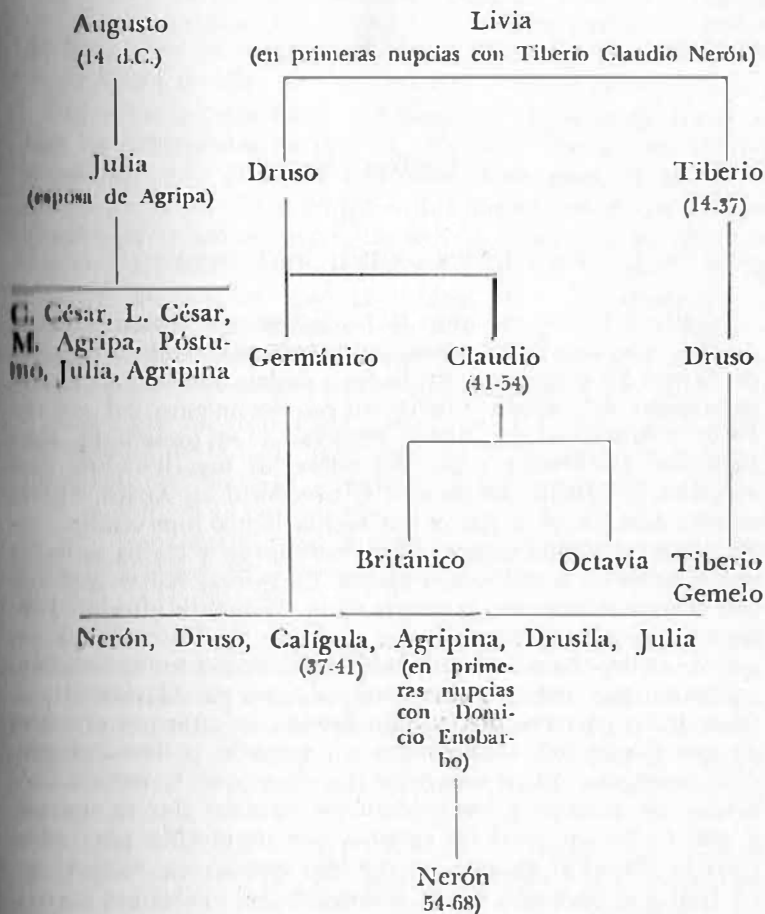 Augusto
(14 d.C.)
Livia
(en primeras nupcias con Tiberio Claudio Nerón)
Julia
(esposa de Agripa)
Druso
Tiberio
(14-37)
C. César, L. César,
M. Agripa, Póstu-
mo, Julia, Agripina
Germánico
Claudio
(41-54)
Druso
Británico
Octavia
Tiberio
Gemelo
Nerón, Druso, Calígula, Agripina, Drusila, Julia
(37-41)
(en prime-
ras nupcias
con Domi-
cio Enobar-
bo)
Nerón
54-68)